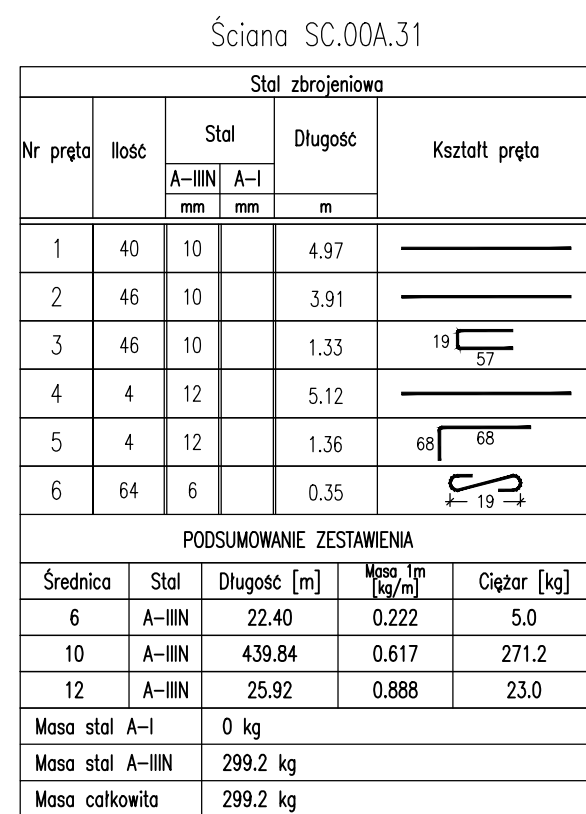 Ściana SC.00A.31
Stal zbrojeniowa
Nr pręta Ilość Stal Długość Kształt pręta
A-IIIN A-I
mm mm m
1 40 10 4.97
2 46 10 3.91
3 46 10 1.33 19 57
4 4 12 5.12
5 4 12 1.36 68 68
6 64 6 0.35 19
PODSUMOWANIE ZESTAWIENIA
Średnica Stal Długość [m] Masa 1m [kg/m] Ciężar [kg]
6 A-IIIN 22.40 0.222 5.0
10 A-IIIN 439.84 0.617 271.2
12 A-IIIN 25.92 0.888 23.0
Masa stal A-I 0 kg
Masa stal A-IIIN 299.2 kg
Masa całkowita 299.2 kg